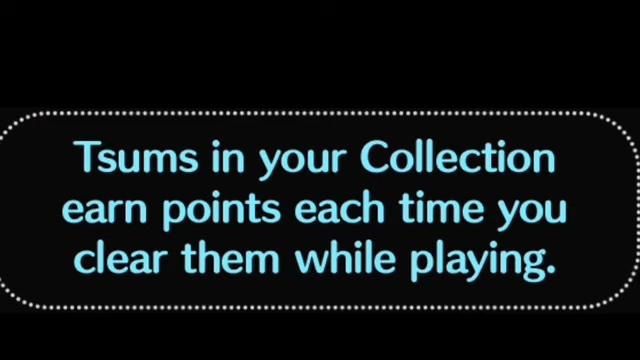 Tsums in your Collection
earn points each time you
clear them while playing.